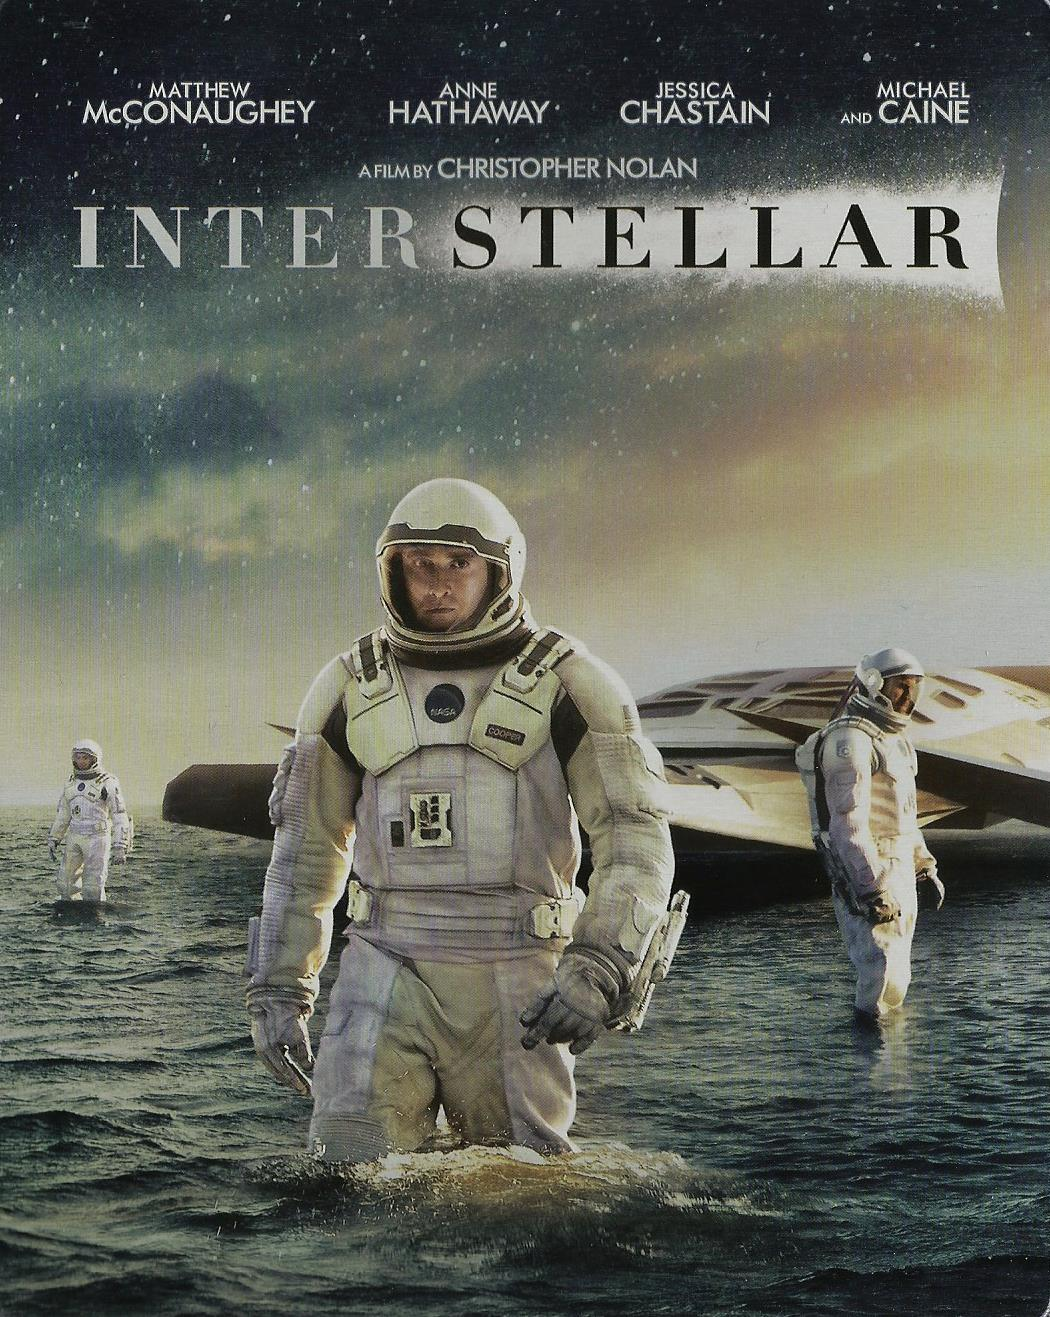 MATTHEW McCONAUGHEY
ANNE HATHAWAY
JESSICA CHASTAIN
AND MICHAEL CAINE
A FILM BY CHRISTOPHER NOLAN
INTERSTELLAR
NASA
COOPER